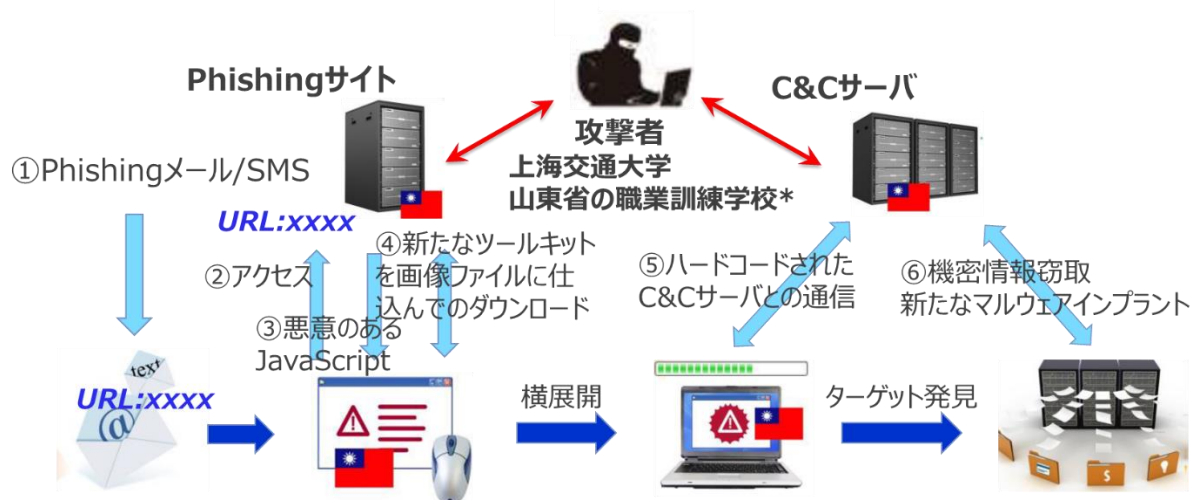 Phishingサイト
C&Cサーバ
攻撃者
上海交通大学
山東省の職業訓練学校*
①Phishingメール/SMS
URL:xxxx
②アクセス
③悪意のある
JavaScript
④新たなツールキット
を画像ファイルに仕
込んでのダウンロード
⑤ハードコードされた
C&Cサーバとの通信
⑥機密情報窃取
新たなマルウェアインプラント
text
@
URL:xxxx
横展開
ターゲット発見
$